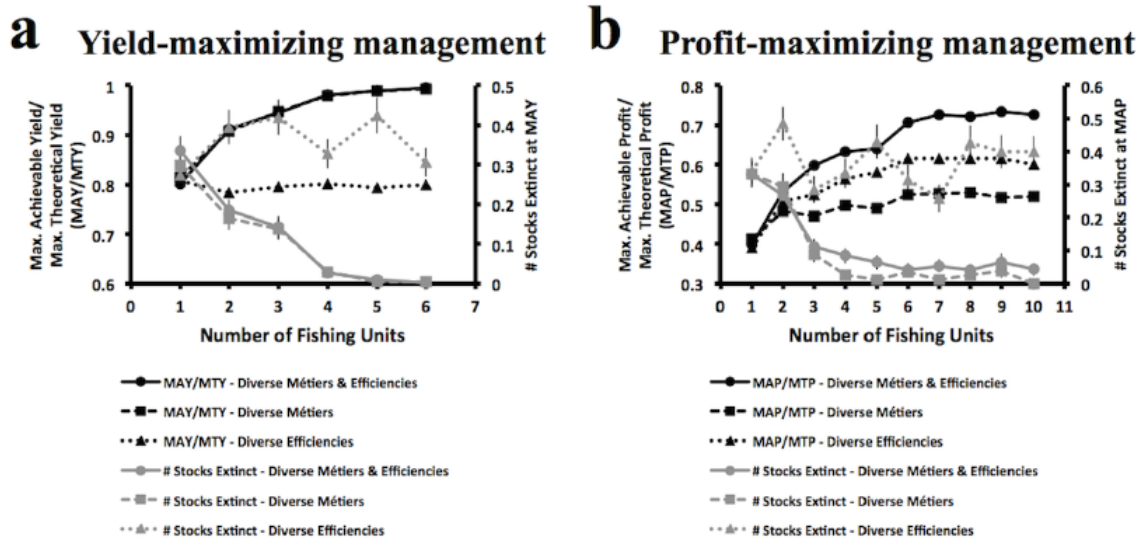 a Yield-maximizing management
Max. Achievable Yield/
Max. Theoretical Yield
(MAY/MTY)
1
0.9
0.8
0.7
0.6
0.5
0.4
0.3
0.2
0.1
0
# Stocks Extinct at MAY
0 1 2 3 4 5 6 7
Number of Fishing Units
MAY/MTY - Diverse Métiers & Efficiencies
MAY/MTY - Diverse Métiers
MAY/MTY - Diverse Efficiencies
# Stocks Extinct - Diverse Métiers & Efficiencies
# Stocks Extinct - Diverse Métiers
# Stocks Extinct - Diverse Efficiencies
b Profit-maximizing management
Max. Achievable Profit/
Max. Theoretical Profit
(MAP/MTP)
0.8
0.7
0.6
0.5
0.4
0.3
0.6
0.5
0.4
0.3
0.2
0.1
0
# Stocks Extinct at MAP
0 1 2 3 4 5 6 7 8 9 10 11
Number of Fishing Units
MAP/MTP - Diverse Métiers & Efficiencies
MAP/MTP - Diverse Métiers
MAP/MTP - Diverse Efficiencies
# Stocks Extinct - Diverse Métiers & Efficiencies
# Stocks Extinct - Diverse Métiers
# Stocks Extinct - Diverse Efficiencies